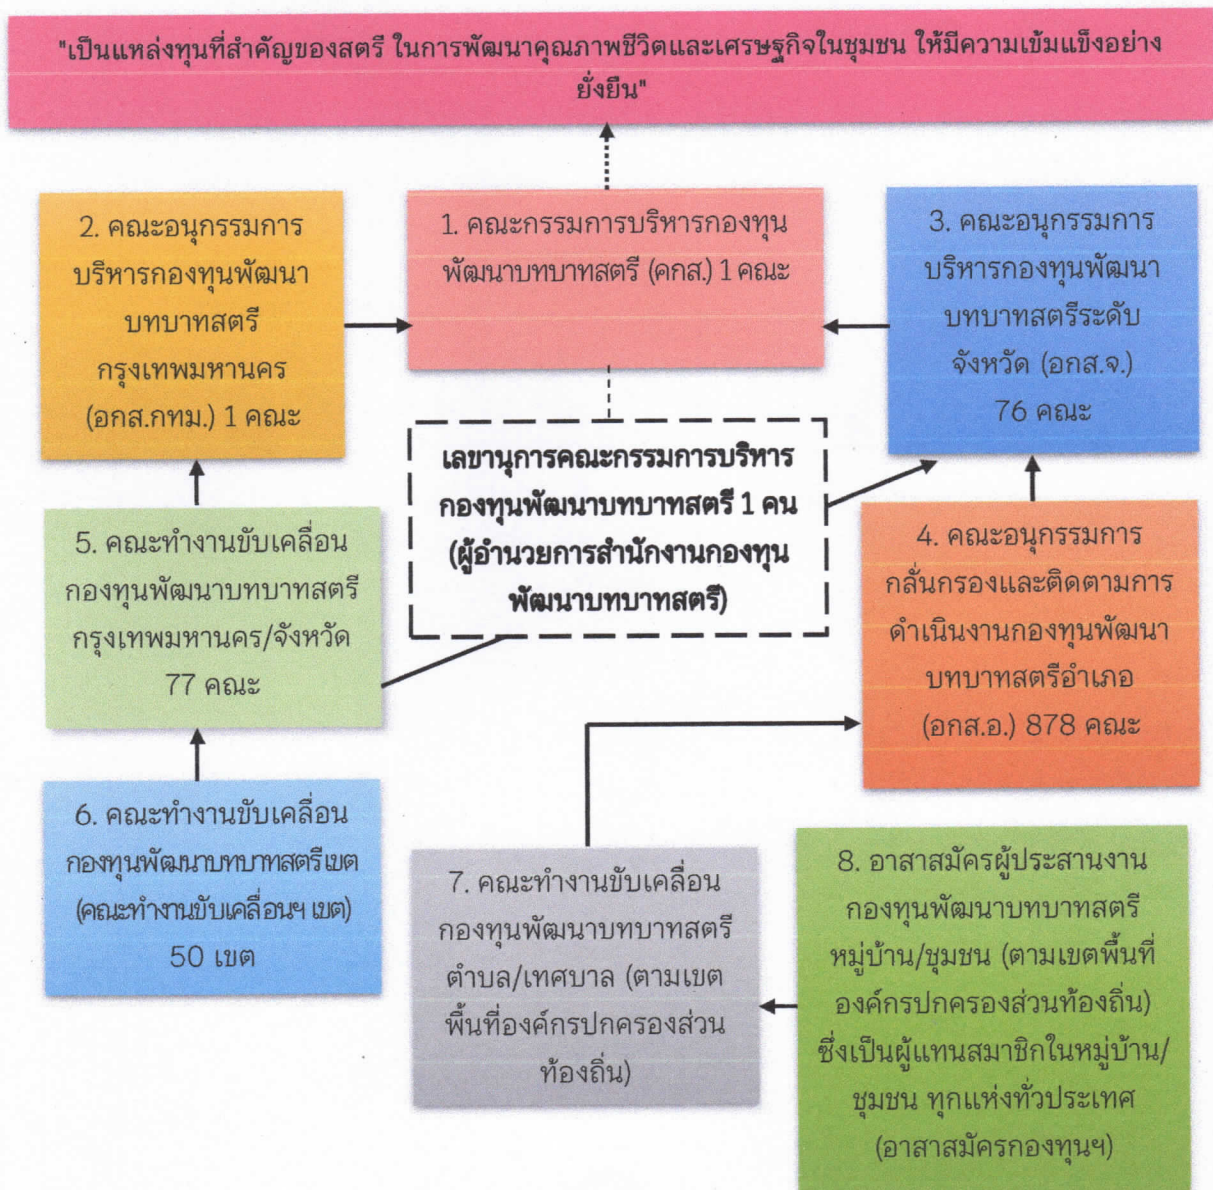 "เป็นแหล่งทุนที่สำคัญของสตรี ในการพัฒนาคุณภาพชีวิตและเศรษฐกิจในชุมชน ให้มีความเข้มแข็งอย่าง
ยั่งยืน"
2. คณะอนุกรรมการ
บริหารกองทุนพัฒนา
บทบาทสตรี
กรุงเทพมหานคร
(อกส.กทม.) 1 คณะ
1. คณะกรรมการบริหารกองทุน
พัฒนาบทบาทสตรี (คกส.) 1 คณะ
3. คณะอนุกรรมการ
บริหารกองทุนพัฒนา
บทบาทสตรีระดับ
จังหวัด (อกส.จ.)
76 คณะ
เลขานุการคณะกรรมการบริหาร
กองทุนพัฒนาบทบาทสตรี 1 คน
(ผู้อำนวยการสำนักงานกองทุน
พัฒนาบทบาทสตรี)
5. คณะทำงานขับเคลื่อน
กองทุนพัฒนาบทบาทสตรี
กรุงเทพมหานคร/จังหวัด
77 คณะ
4. คณะอนุกรรมการ
กลั่นกรองและติดตามการ
ดำเนินงานกองทุนพัฒนา
บทบาทสตรีอำเภอ
(อกส.อ.) 878 คณะ
6. คณะทำงานขับเคลื่อน
กองทุนพัฒนาบทบาทสตรีเขต
(คณะทำงานขับเคลื่อนฯ เขต)
50 เขต
7. คณะทำงานขับเคลื่อน
กองทุนพัฒนาบทบาทสตรี
ตำบล/เทศบาล (ตามเขต
พื้นที่องค์กรปกครองส่วน
ท้องถิ่น)
8. อาสาสมัครผู้ประสานงาน
กองทุนพัฒนาบทบาทสตรี
หมู่บ้าน/ชุมชน (ตามเขตพื้นที่
องค์กรปกครองส่วนท้องถิ่น)
ซึ่งเป็นผู้แทนสมาชิกในหมู่บ้าน/
ชุมชน ทุกแห่งทั่วประเทศ
(อาสาสมัครกองทุนฯ)